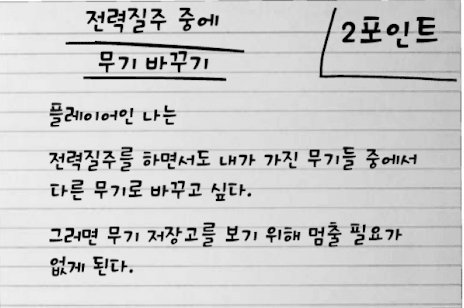 전력질주 중에
무기 바꾸기
2포인트
플레이어인 나는
전력질주를 하면서도 내가 가진 무기들 중에서
다른 무기로 바꾸고 싶다.
그러면 무기 저장고를 보기 위해 멈출 필요가
없게 된다.